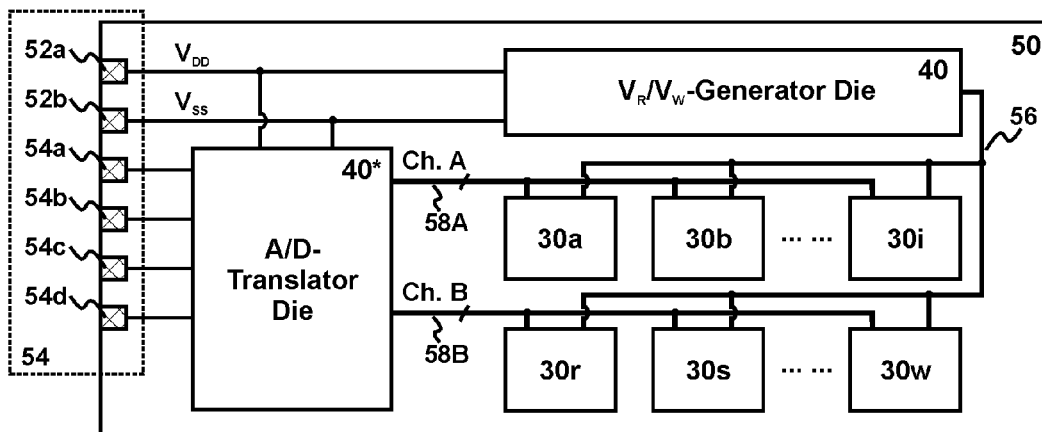 52a
52b
54a
54b
54c
54d
54
V_DD
V_SS
50
40
V_R/V_W-Generator Die
56
40*
A/D-
Translator
Die
Ch. A
58A
30a
30b
... ...
30i
Ch. B
58B
30r
30s
... ...
30w